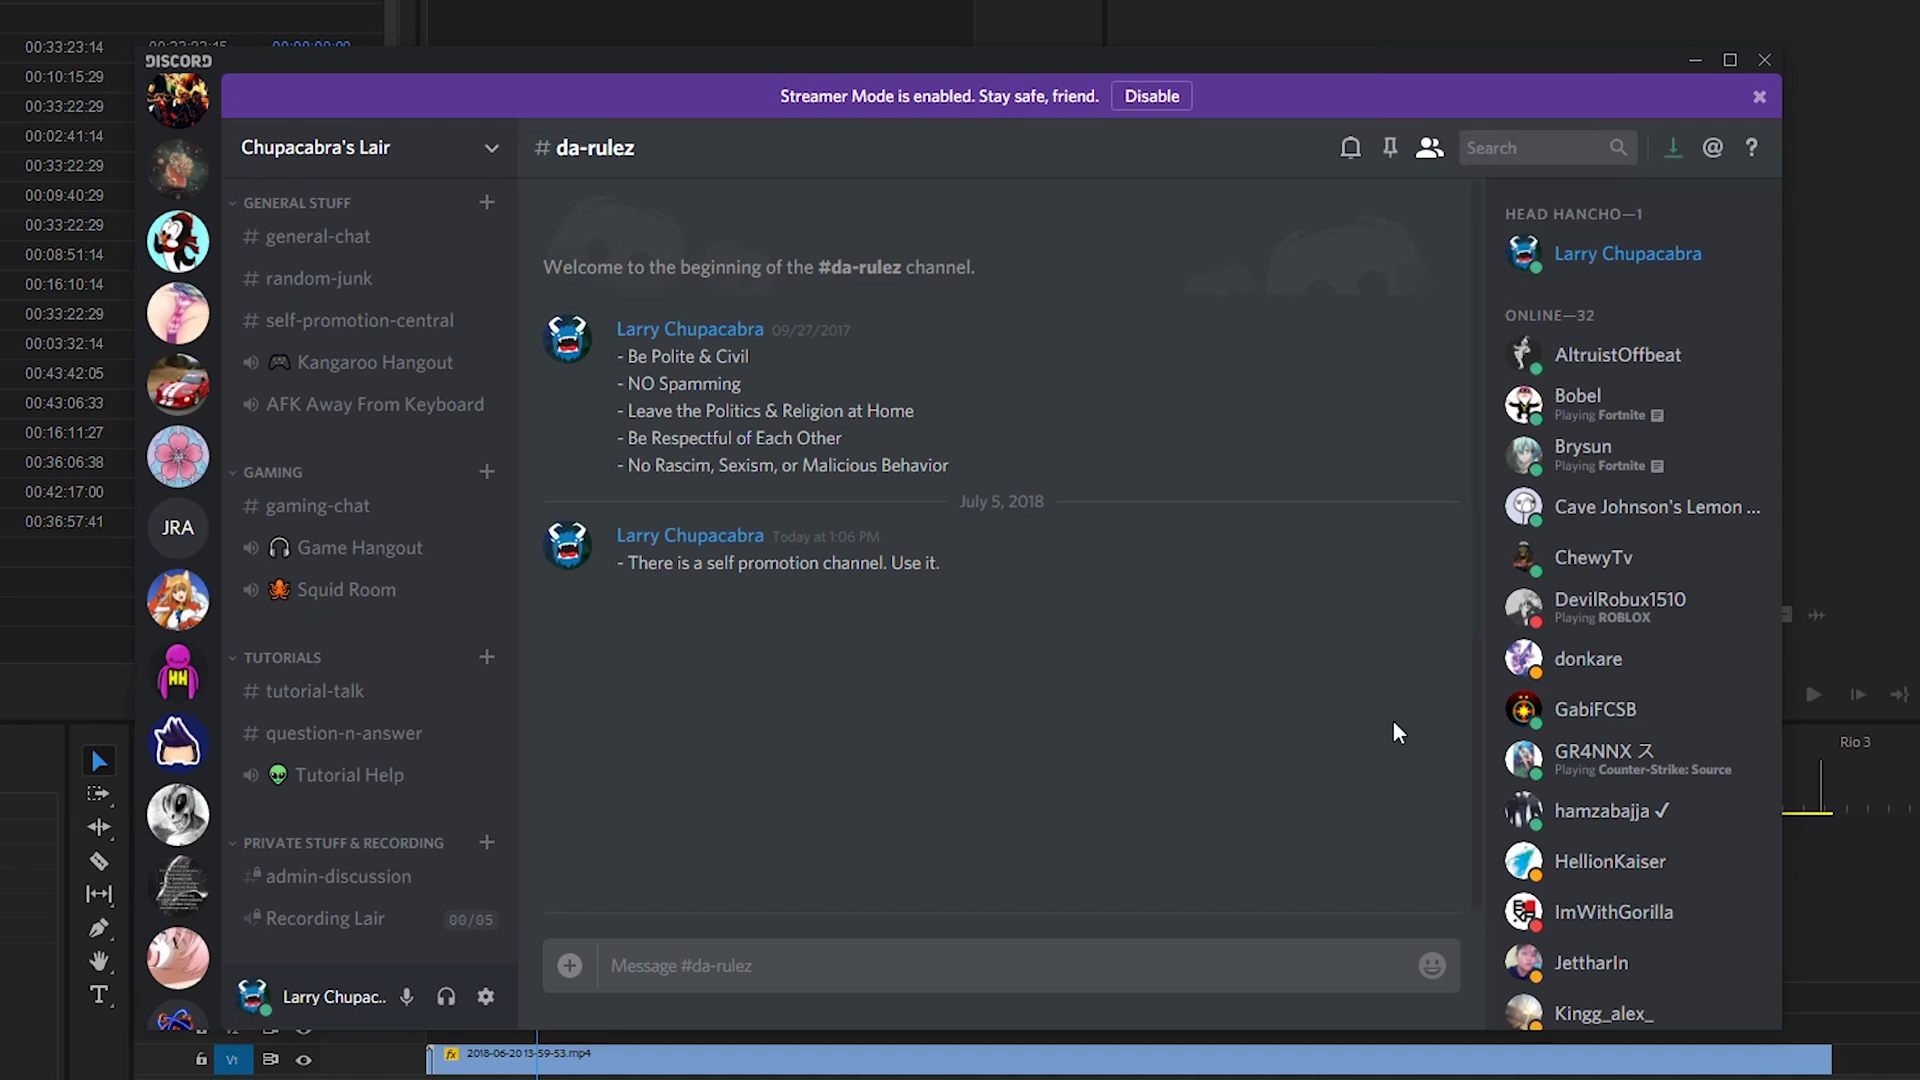 00:33:23:14
00:10:15:29
00:33:22:29
00:02:41:14
00:33:22:29
00:09:40:29
00:33:22:29
00:08:51:14
00:16:10:14
00:33:22:29
00:03:32:14
00:43:42:05
00:43:06:33
00:16:11:27
00:36:06:38
00:42:17:00
00:36:57:41
DISCORD
Streamer Mode is enabled. Stay safe, friend. Disable
Chupacabra's Lair
# da-rulez
Search
@ ?
GENERAL STUFF +
# general-chat
# random-junk
# self-promotion-central
Kangaroo Hangout
AFK Away From Keyboard
GAMING +
# gaming-chat
Game Hangout
Squid Room
TUTORIALS +
# tutorial-talk
# question-n-answer
Tutorial Help
PRIVATE STUFF & RECORDING +
admin-discussion
Recording Lair 00/05
Larry Chupac..
JRA
HH
Welcome to the beginning of the #da-rulez channel.
Larry Chupacabra 09/27/2017
- Be Polite & Civil
- NO Spamming
- Leave the Politics & Religion at Home
- Be Respectful of Each Other
- No Rascim, Sexism, or Malicious Behavior
July 5, 2018
Larry Chupacabra Today at 1:06 PM
- There is a self promotion channel. Use it.
Message #da-rulez
HEAD HANCHO—1
Larry Chupacabra
ONLINE—32
AltruistOffbeat
Bobel
Playing Fortnite
Brysun
Playing Fortnite
Cave Johnson's Lemon ...
ChewyTv
DevilRobux1510
Playing ROBLOX
donkare
GabiFCSB
GR4NNX ス
Playing Counter-Strike: Source
hamzabajja ✓
HellionKaiser
ImWithGorilla
JettharIn
Kingg_alex_
Rio 3
T
V1
fx 2018-06-20 13-59-53.mp4